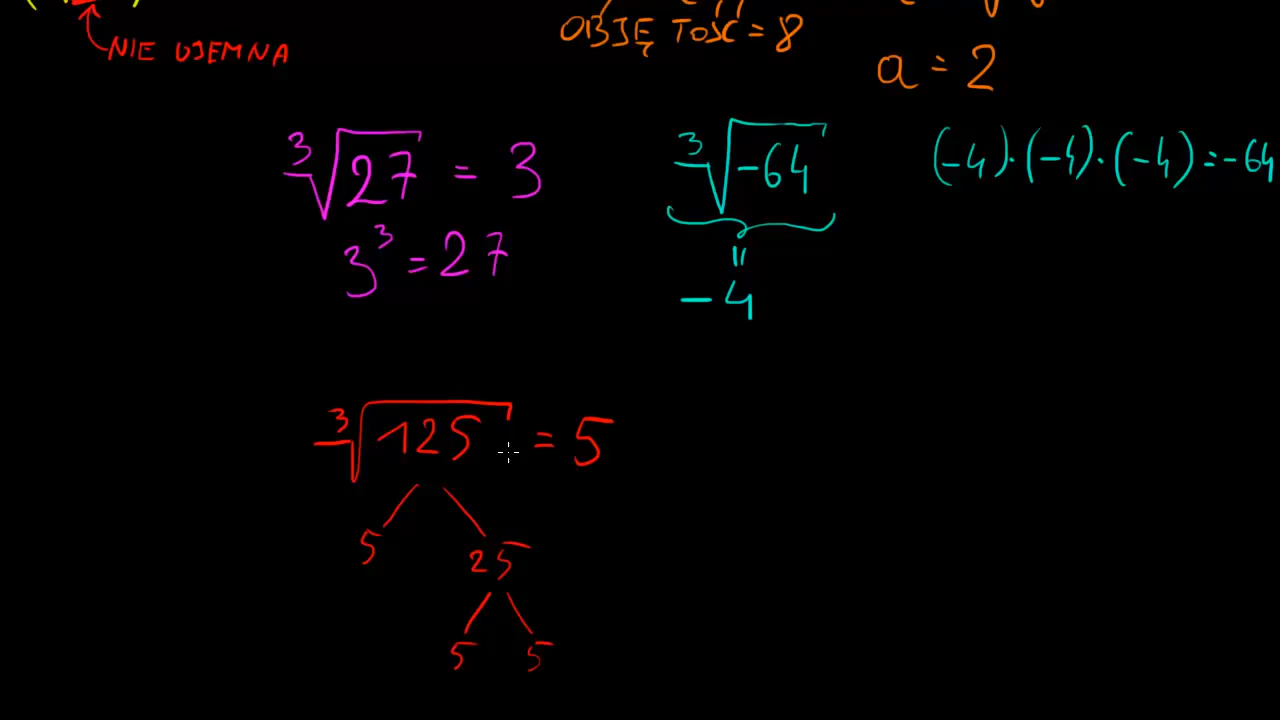 NIE UJEMNA
OBJĘTOŚĆ = 8
a = 2
∛27 = 3
3³ = 27
∛-64
=
-4
(-4)·(-4)·(-4)=-64
∛125 = 5
5 25
5 5